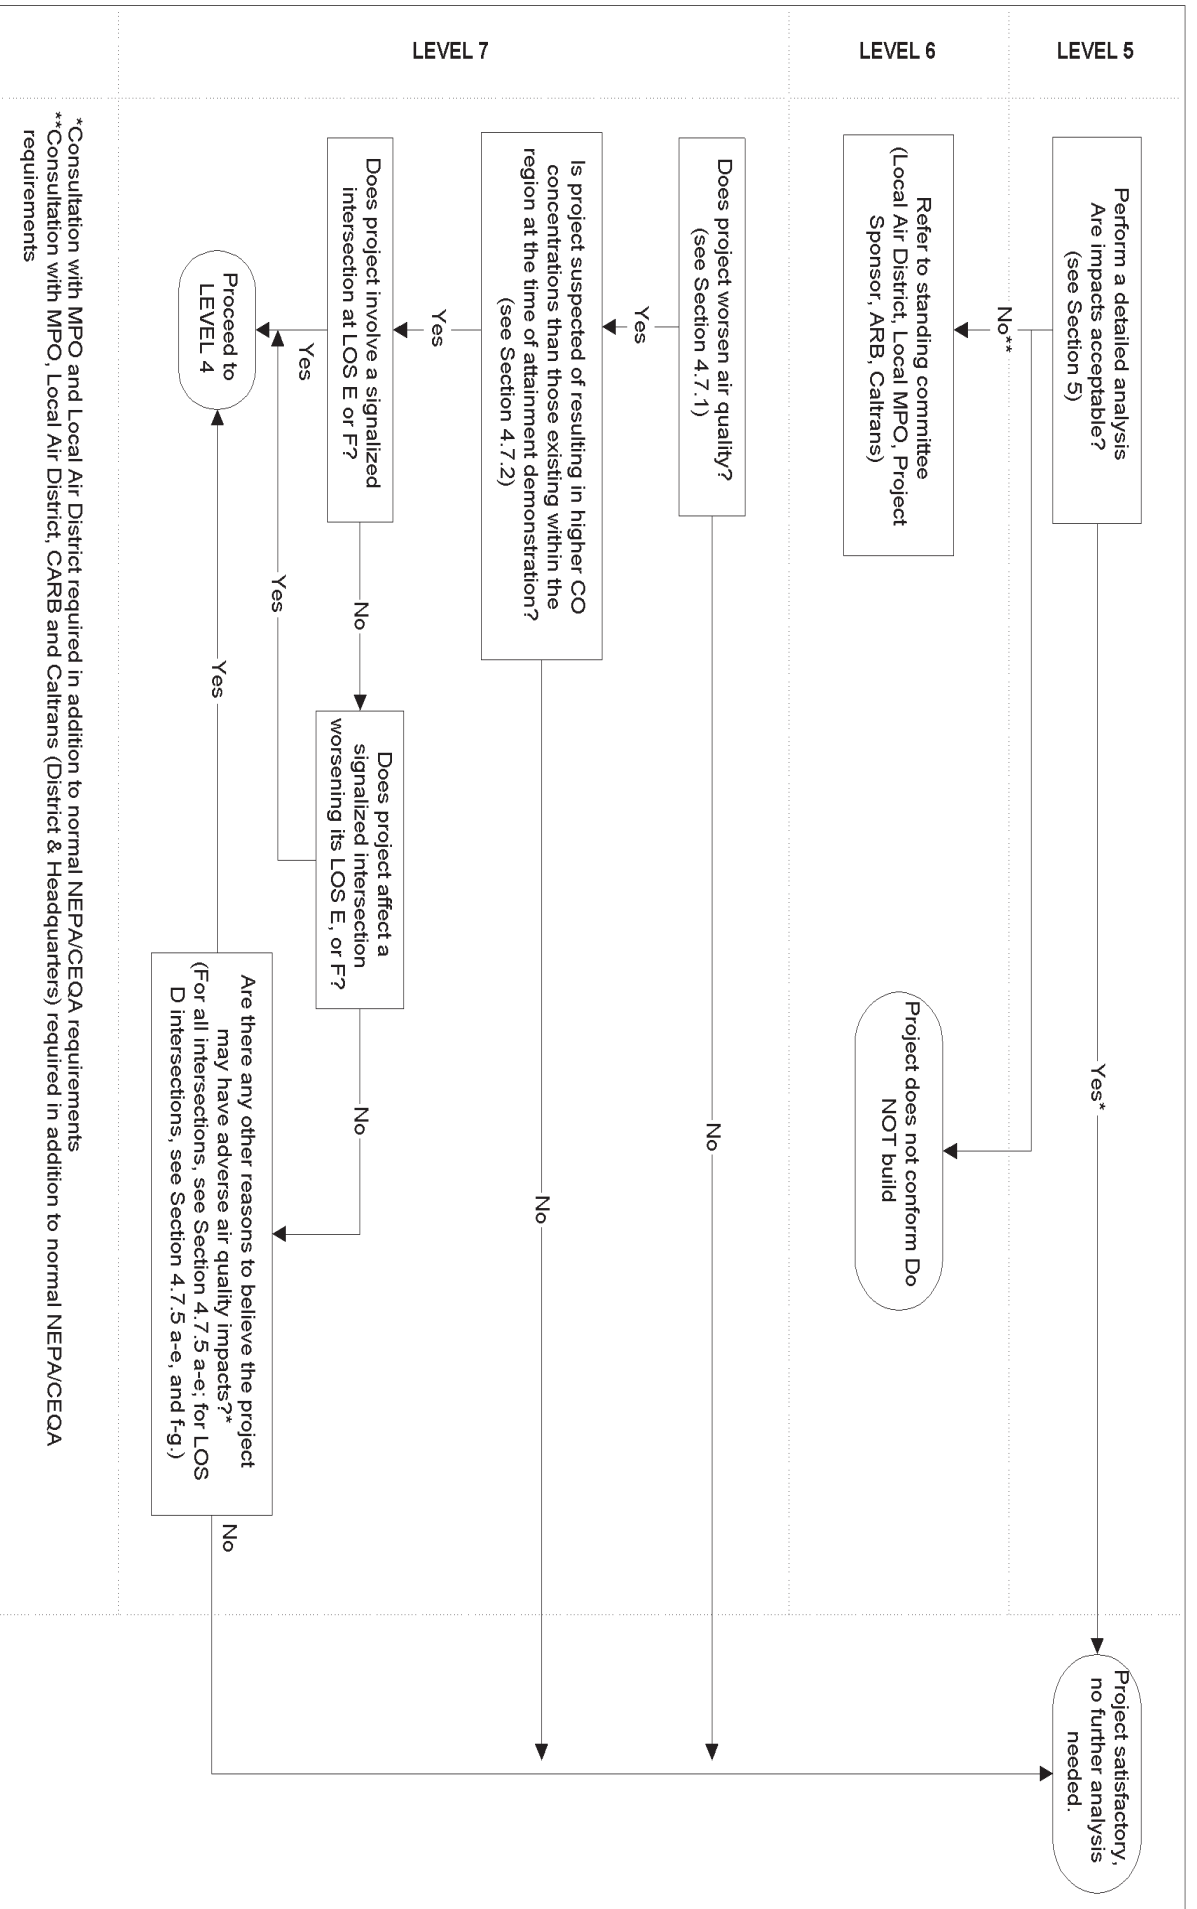 LEVEL 5
Perform a detailed analysis
Are impacts acceptable?
(see Section 5)
Yes*
Project satisfactory,
no further analysis
needed.
No**
LEVEL 6
Refer to standing committee
(Local Air District, Local MPO, Project
Sponsor, ARB, Caltrans)
Project does not conform Do
NOT build
LEVEL 7
Does project worsen air quality?
(see Section 4.7.1)
No
Yes
Is project suspected of resulting in higher CO
concentrations than those existing within the
region at the time of attainment demonstration?
(see Section 4.7.2)
No
Yes
Does project involve a signalized
intersection at LOS E or F?
No
Does project affect a
signalized intersection
worsening its LOS E, or F?
No
Yes
Yes
Are there any other reasons to believe the project
may have adverse air quality impacts?*
(For all intersections, see Section 4.7.5 a-e; for LOS
D intersections, see Section 4.7.5 a-e, and f-g.)
No
Yes
Proceed to
LEVEL 4
*Consultation with MPO and Local Air District required in addition to normal NEPA/CEQA requirements
**Consultation with MPO, Local Air District, CARB and Caltrans (District & Headquarters) required in addition to normal NEPA/CEQA
requirements